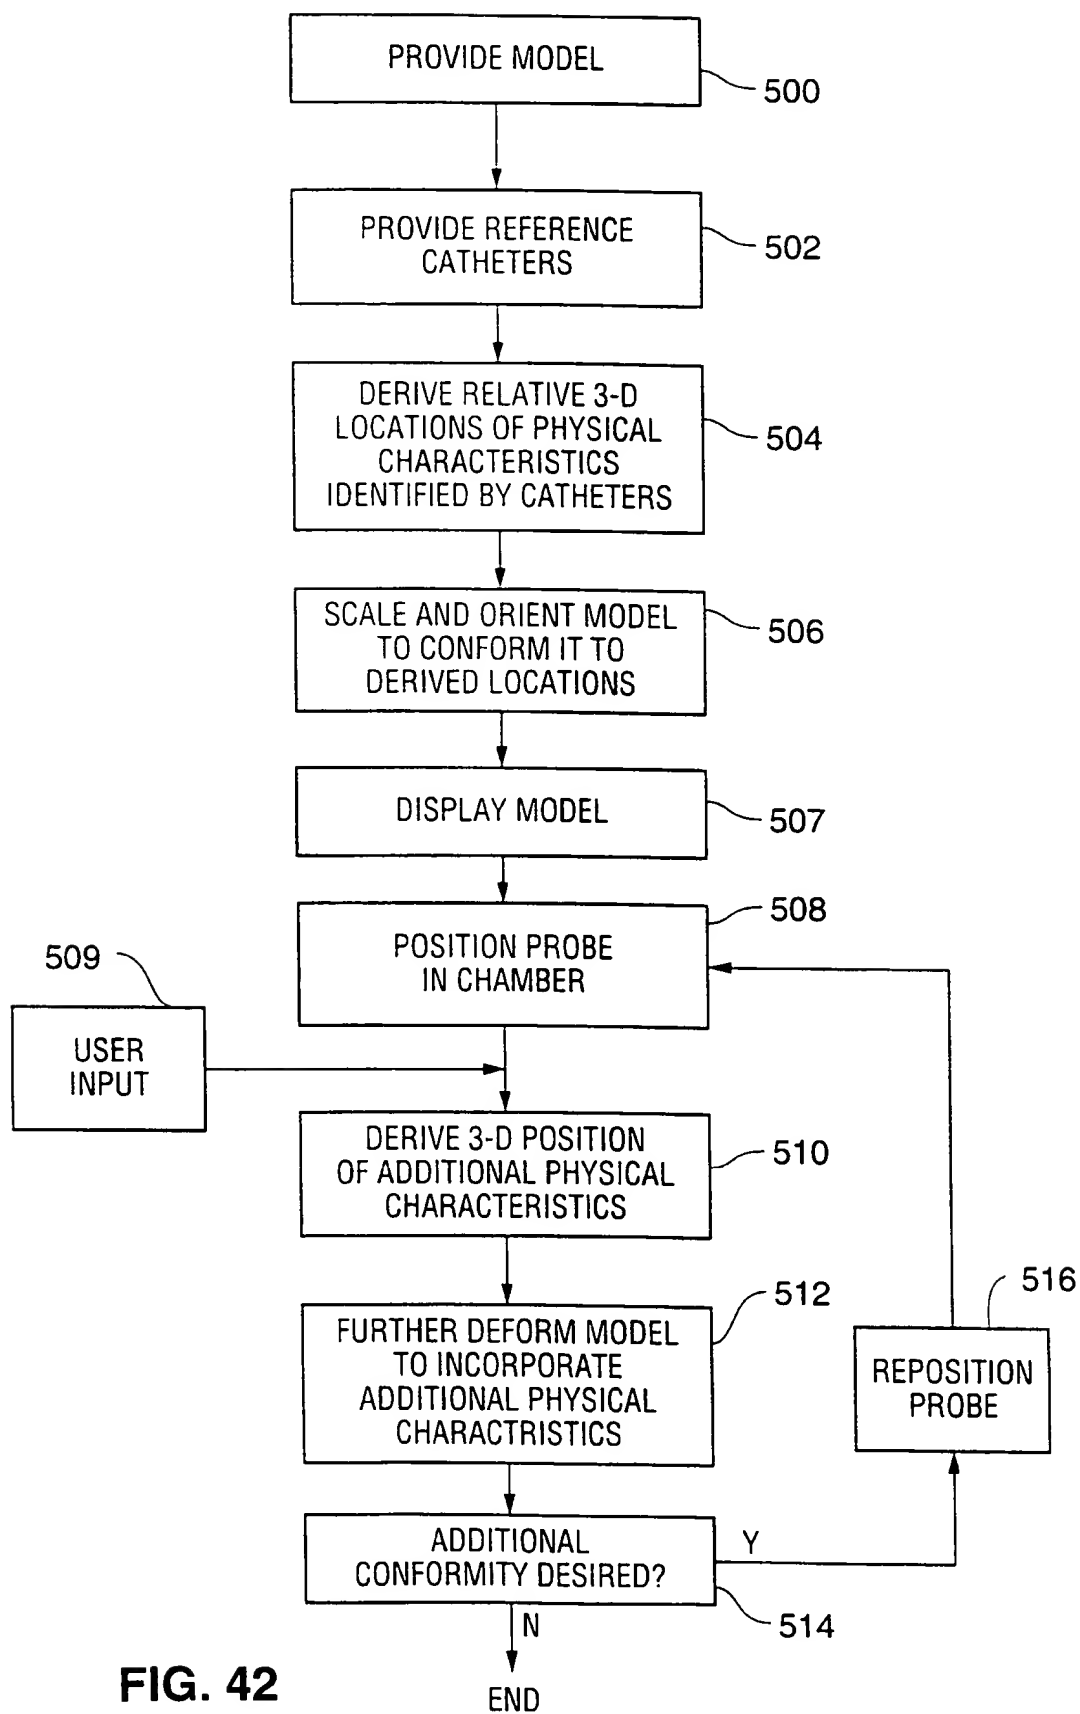 PROVIDE MODEL
500
PROVIDE REFERENCE
CATHETERS
502
DERIVE RELATIVE 3-D
LOCATIONS OF PHYSICAL
CHARACTERISTICS
IDENTIFIED BY CATHETERS
504
SCALE AND ORIENT MODEL
TO CONFORM IT TO
DERIVED LOCATIONS
506
DISPLAY MODEL
507
POSITION PROBE
IN CHAMBER
508
509
USER
INPUT
DERIVE 3-D POSITION
OF ADDITIONAL PHYSICAL
CHARACTERISTICS
510
FURTHER DEFORM MODEL
TO INCORPORATE
ADDITIONAL PHYSICAL
CHARACTRISTICS
512
516
REPOSITION
PROBE
ADDITIONAL
CONFORMITY DESIRED?
Y
514
N
END
FIG. 42